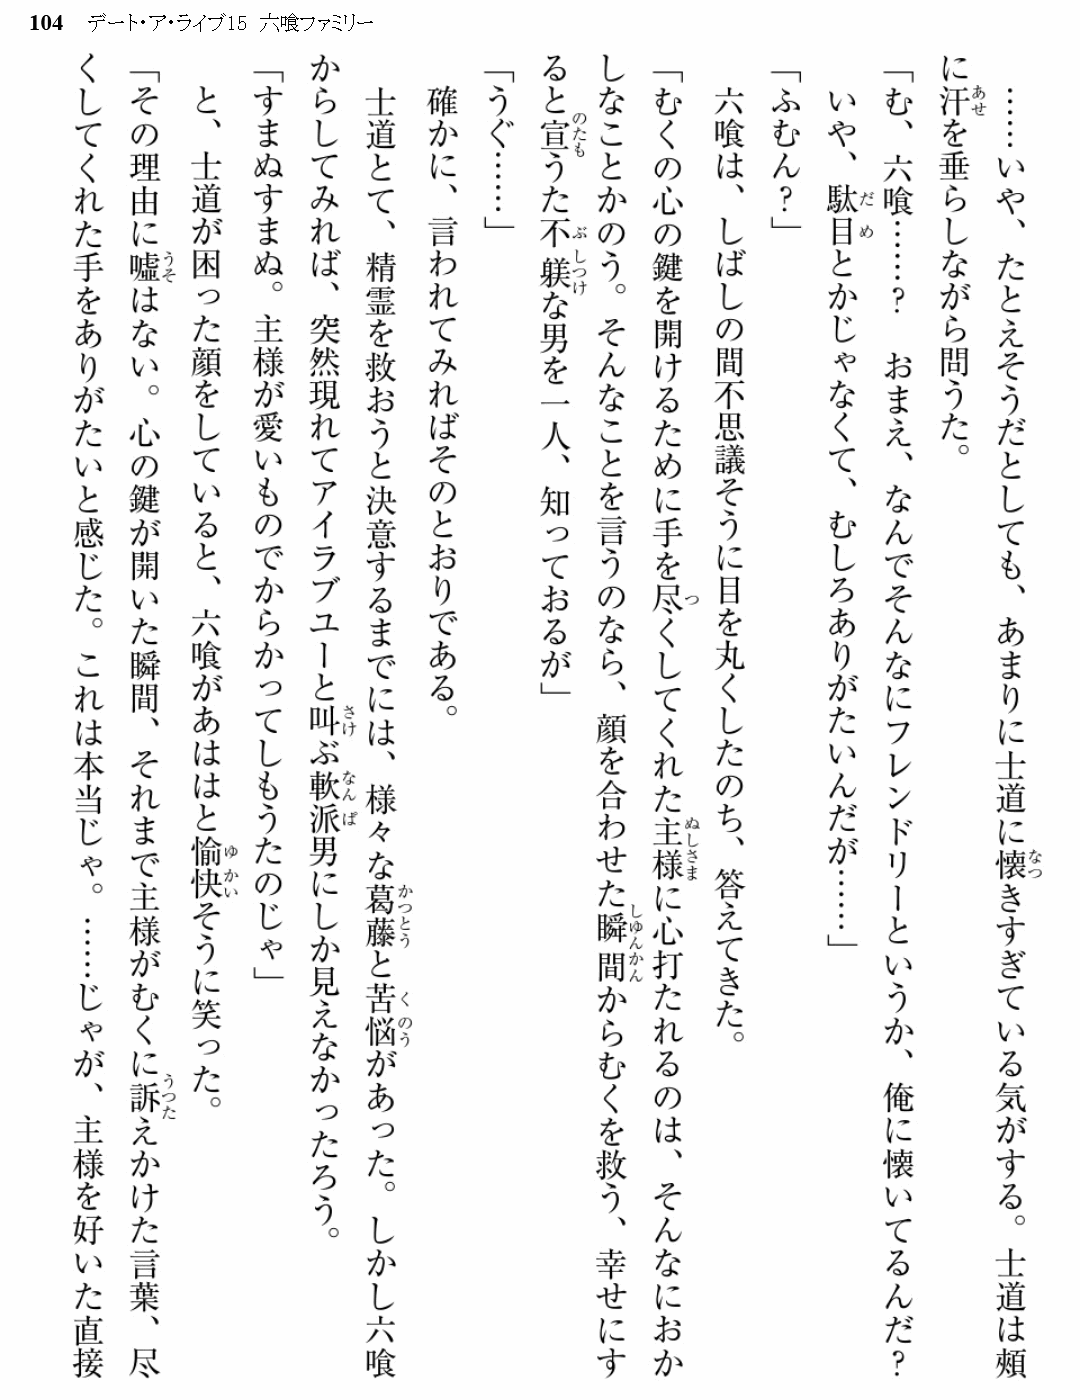 104 デート・ア・ライブ15 六喰ファミリー
……いや、たとえそうだとしても、あまりに士道に懐きすぎている気がする。士道は頰
に汗を垂らしながら問うた。
「む、六喰……？　おまえ、なんでそんなにフレンドリーというか、俺に懐いてるんだ？
いや、駄目とかじゃなくて、むしろありがたいんだが……」
「ふむん？」
六喰は、しばしの間不思議そうに目を丸くしたのち、答えてきた。
「むくの心の鍵を開けるために手を尽くしてくれた主様に心打たれるのは、そんなにおか
しなことかのう。そんなことを言うのなら、顔を合わせた瞬間からむくを救う、幸せにす
ると宣うた不躾な男を一人、知っておるが」
「うぐ……」
確かに、言われてみればそのとおりである。
士道とて、精霊を救おうと決意するまでには、様々な葛藤と苦悩があった。しかし六喰
からしてみれば、突然現れてアイラブユーと叫ぶ軟派男にしか見えなかったろう。
「すまぬすまぬ。主様が愛いものでからかってしもうたのじゃ」
と、士道が困った顔をしていると、六喰があははと愉快そうに笑った。
「その理由に嘘はない。心の鍵が開いた瞬間、それまで主様がむくに訴えかけた言葉、尽
くしてくれた手をありがたいと感じた。これは本当じゃ。……じゃが、主様を好いた直接